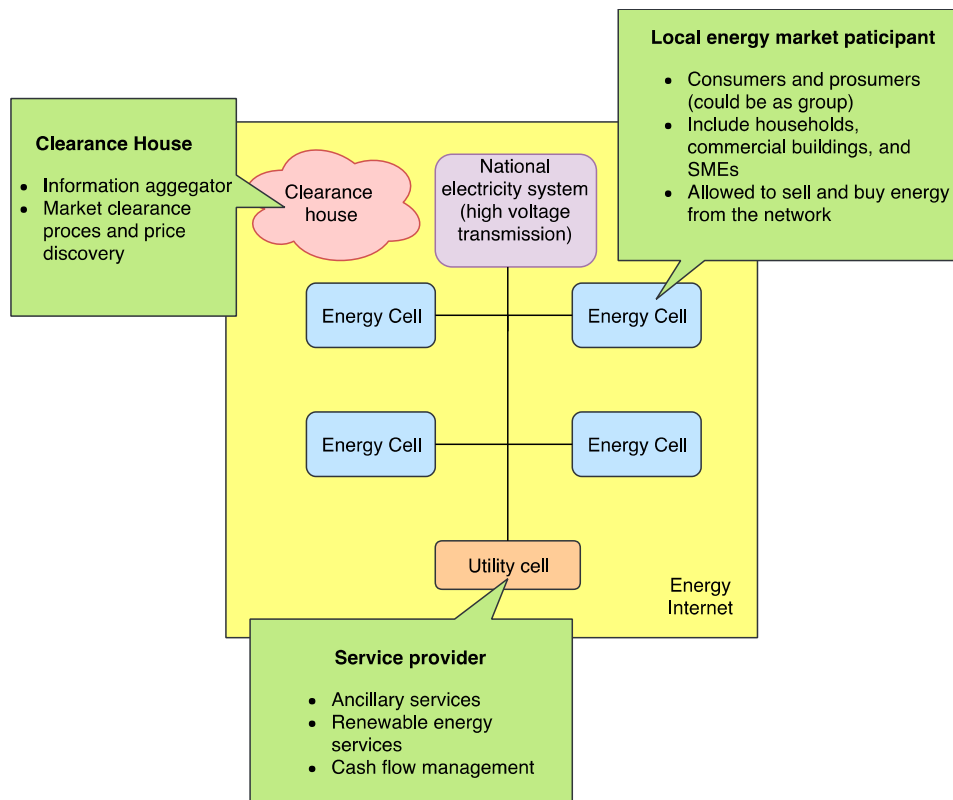 Local energy market paticipant
• Consumers and prosumers
(could be as group)
• Include households,
commercial buildings, and
SMEs
• Allowed to sell and buy energy
from the network
Clearance House
• Information aggegator
• Market clearance
proces and price
discovery
Clearance
house
National
electricity system
(high voltage
transmission)
Energy Cell
Energy Cell
Energy Cell
Energy Cell
Utility cell
Energy
Internet
Service provider
• Ancillary services
• Renewable energy
services
• Cash flow management